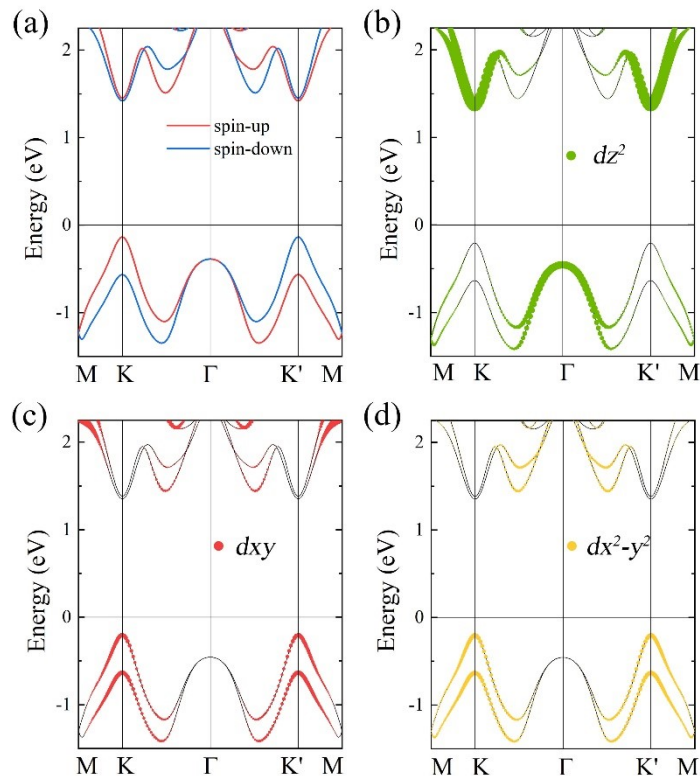 (a)
Energy (eV)
2
1
0
-1
spin-up
spin-down
M K Γ K' M
(b)
Energy (eV)
2
1
0
-1
dz²
M K Γ K' M
(c)
Energy (eV)
2
1
0
-1
dxy
M K Γ K' M
(d)
Energy (eV)
2
1
0
-1
dx²-y²
M K Γ K' M